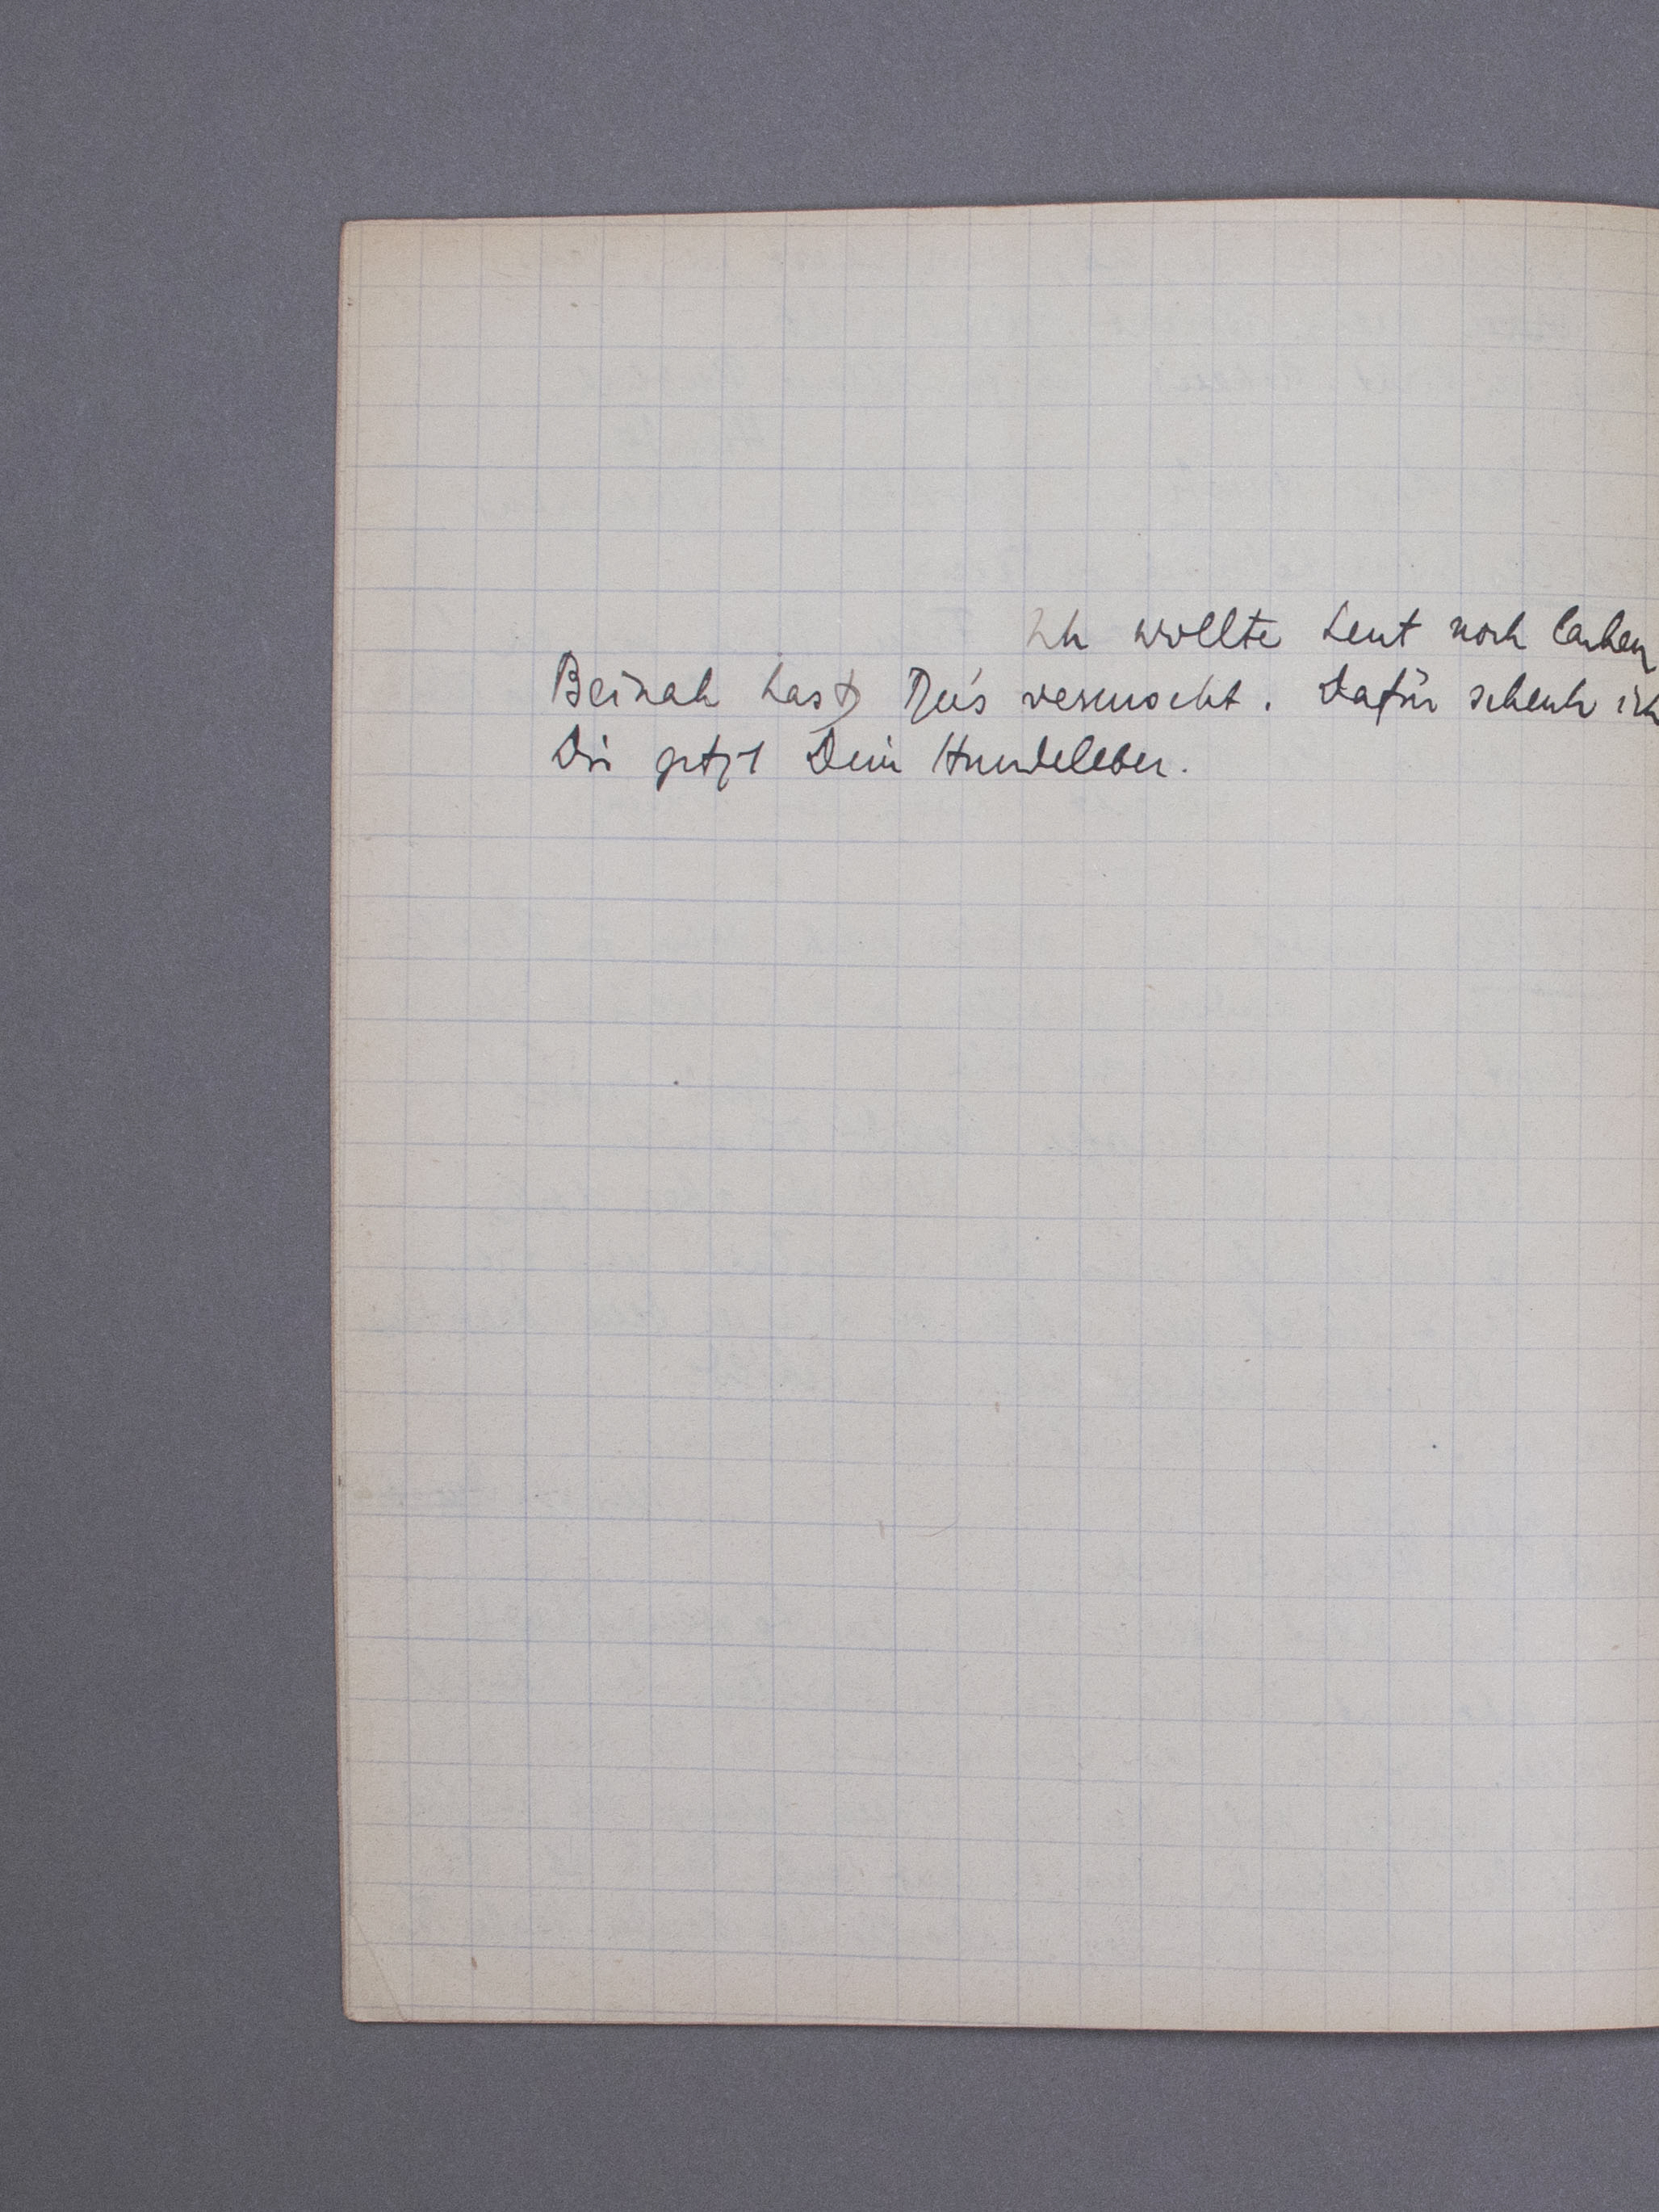 Ich wollte heut noch lachen
Beinah hast Du's vermocht. Dafür schenk ich
Dir jetzt Dein Hundeleben.